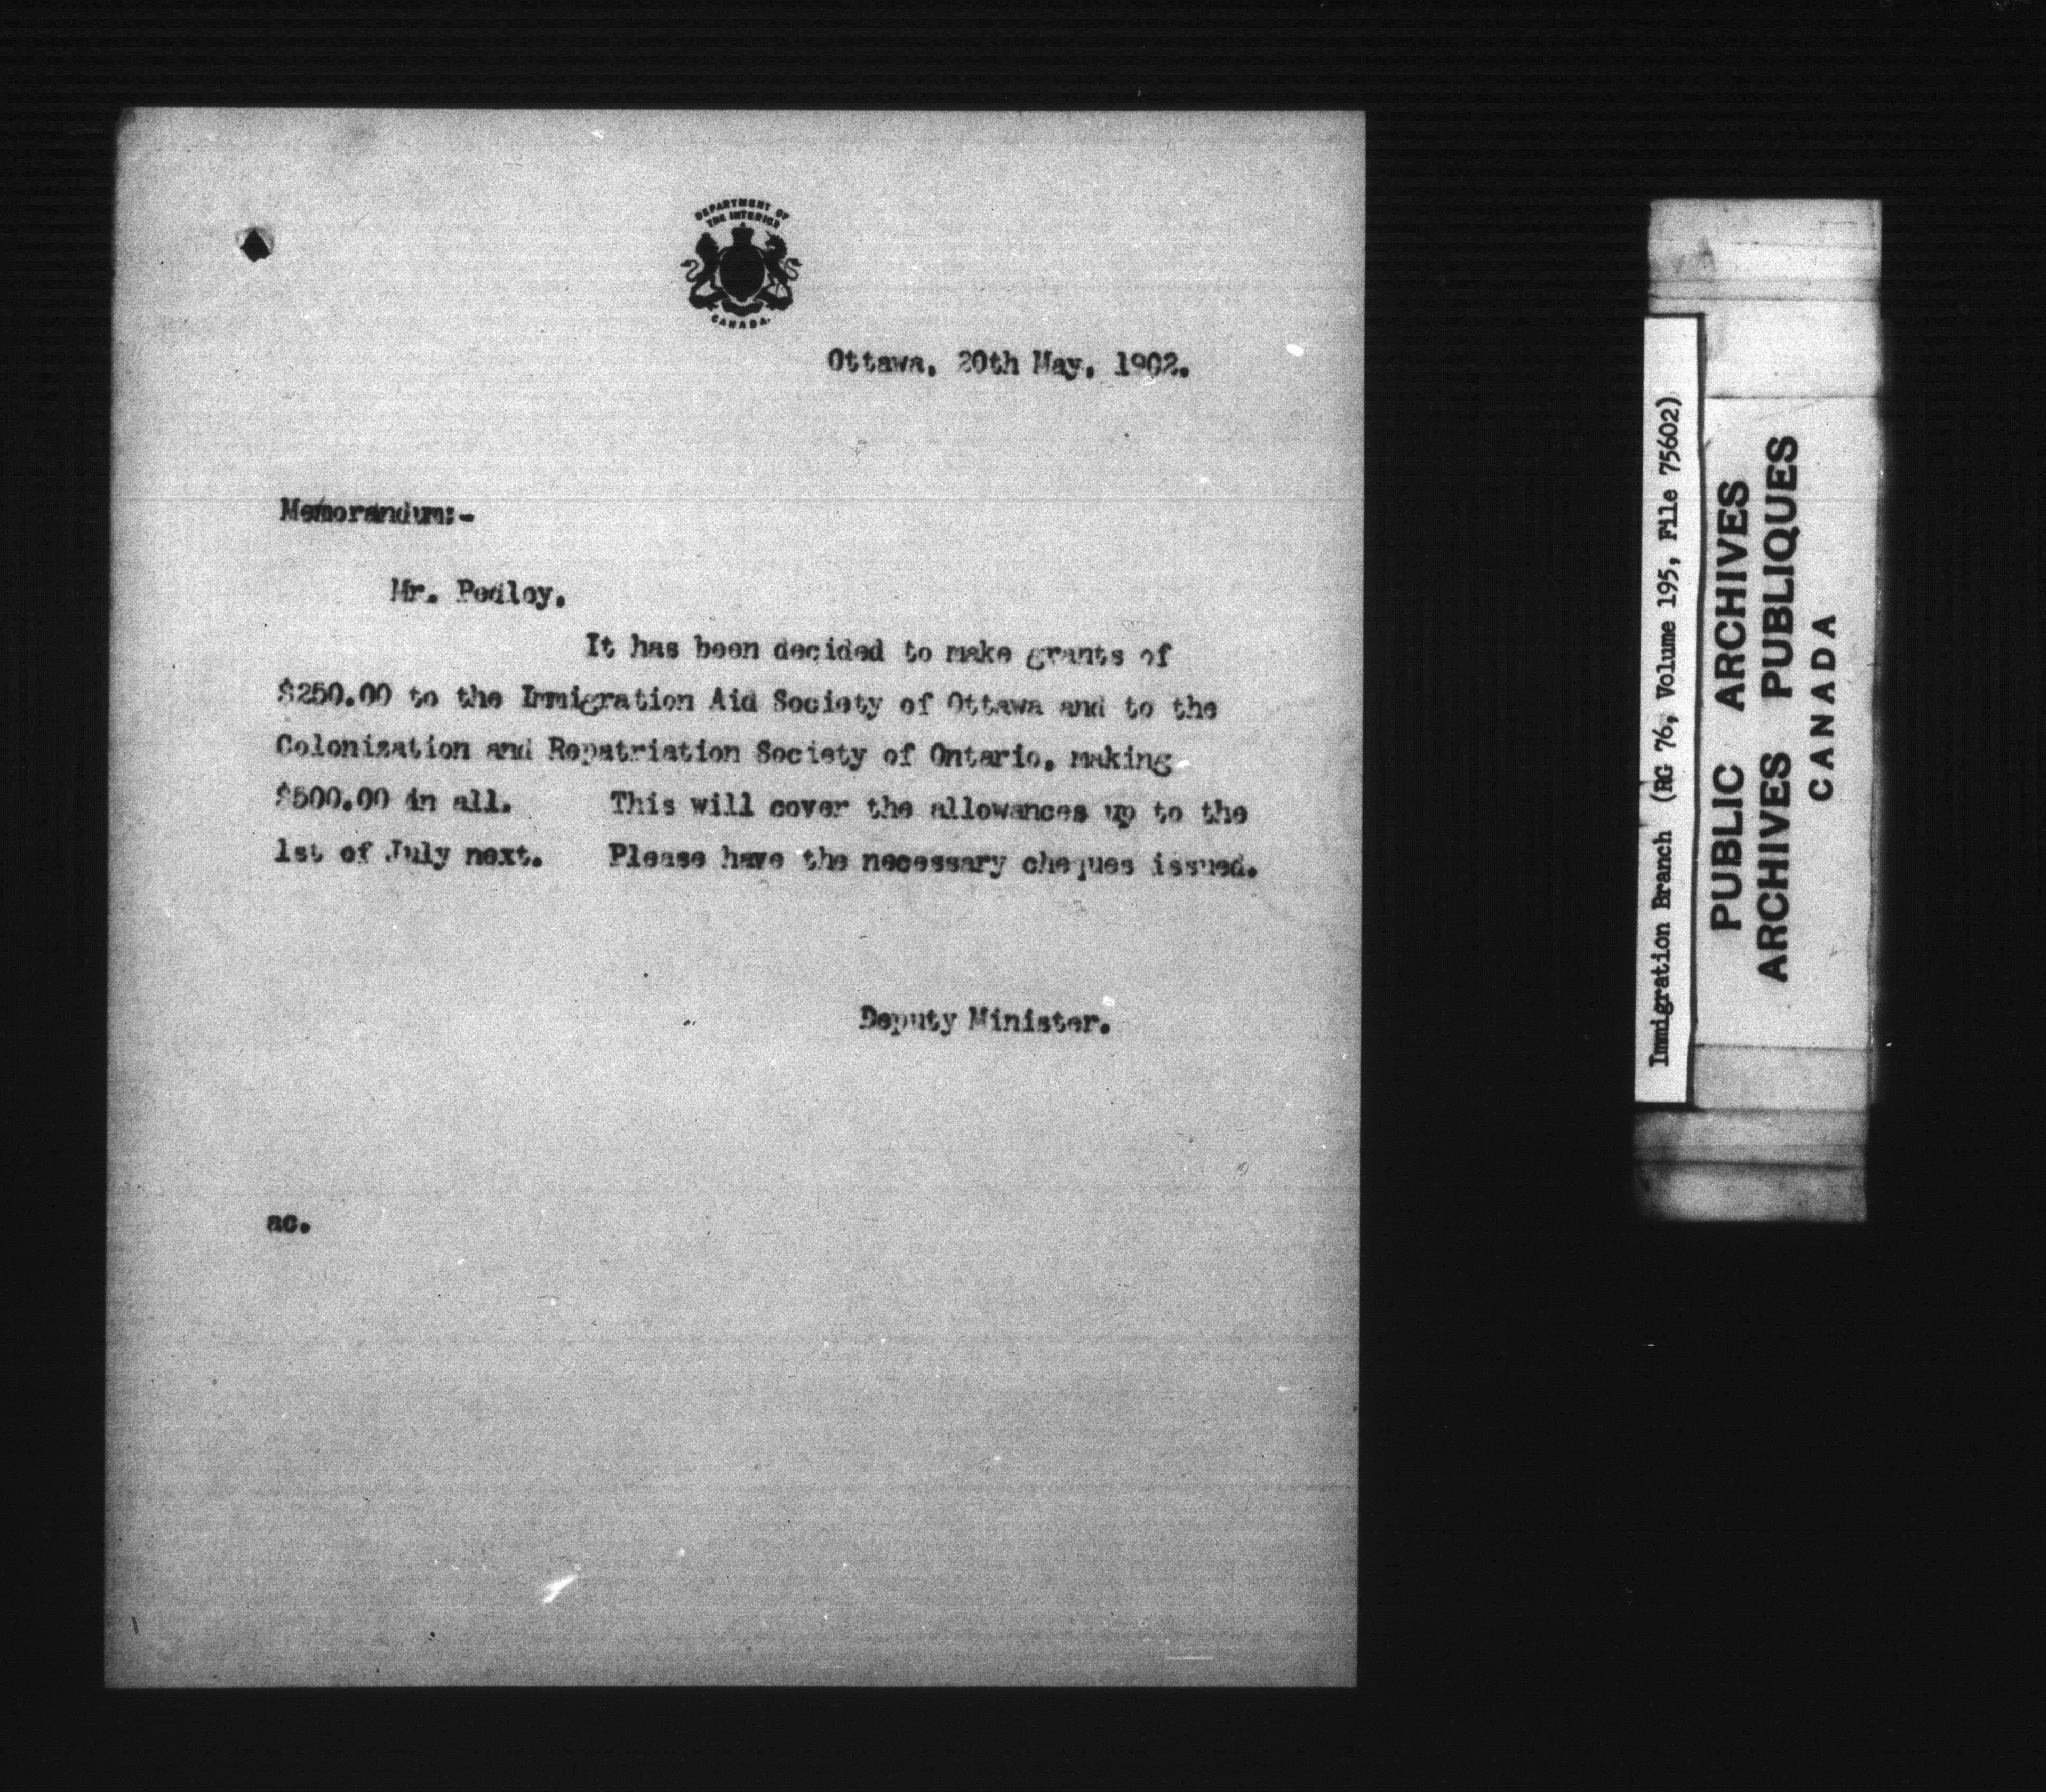 DEPARTMENT OF
THE INTERIOR
CANADA.
Ottawa, 20th May, 1902.
Memorandum:-
Mr. Pedley,
It has been decided to make grants of
$250.00 to the Immigration Aid Society of Ottawa and to the
Colonization and Repatriation Society of Ontario, making
$500.00 in all. This will cover the allowances up to the
1st of July next. Please have the necessary cheques issued.
Deputy Minister.
ac.
Immigration Branch (RG 76, Volume 195, File 75602)
PUBLIC ARCHIVES
ARCHIVES PUBLIQUES
CANADA